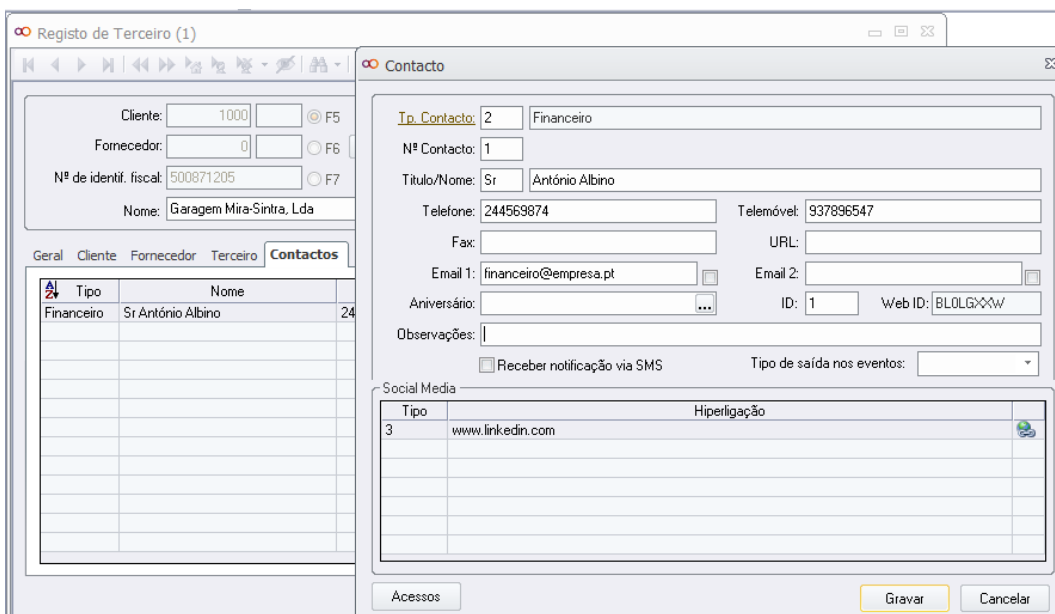 Registo de Terceiro (1)
Cliente: 1000 F5
Fornecedor: 0 F6
Nº de identif. fiscal: 500871205 F7
Nome: Garagem Mira-Sintra, Lda
Geral Cliente Fornecedor Terceiro Contactos
Tipo Nome
Financeiro Sr António Albino 24
Contacto
Tp. Contacto: 2 Financeiro
Nº Contacto: 1
Titulo/Nome: Sr António Albino
Telefone: 244569874 Telemóvel: 937896547
Fax: URL:
Email 1: financeiro@empresa.pt Email 2:
Aniversário: ... ID: 1 Web ID: BL0LGXXW
Observações:
Receber notificação via SMS Tipo de saída nos eventos:
Social Media
Tipo Hiperligação
3 www.linkedin.com
Acessos Gravar Cancelar